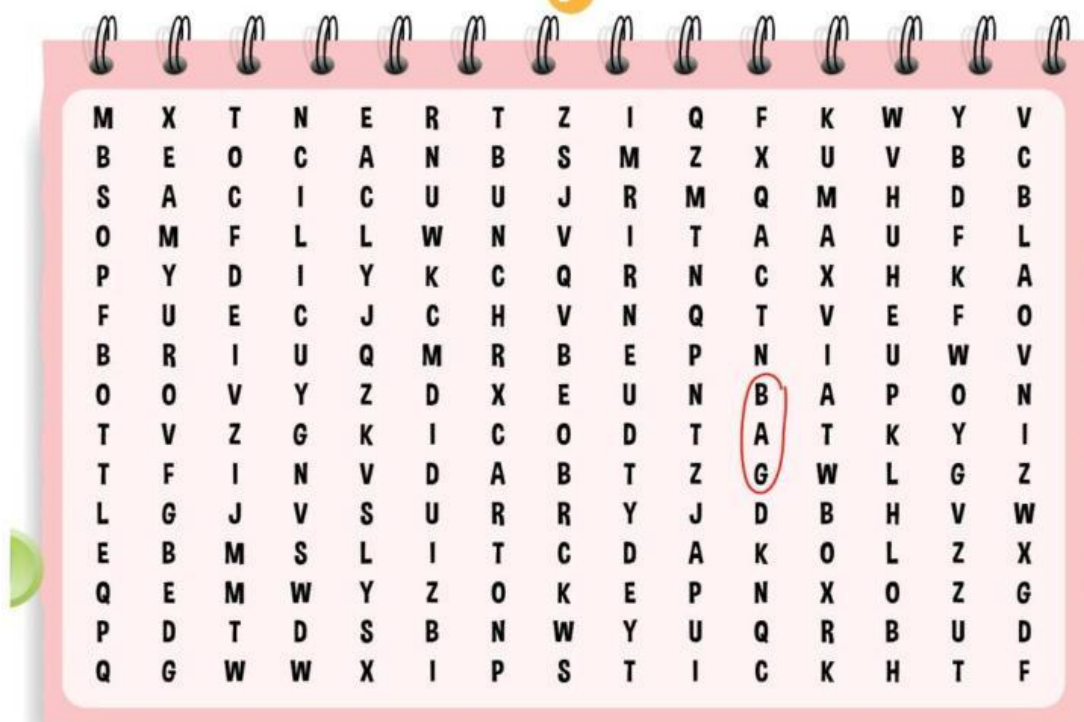 M X T N E R T Z I Q F K W Y V
B E O C A N B S M Z X U V B C
S A C I C U U J R M Q M H D B
O M F L L W N V I T A A U F L
P Y D I Y K C Q R N C X H K A
F U E C J C H V N Q T V E F O
B R I U Q M R B E P N I U W V
O O V Y Z D X E U N B A P O N
T V Z G K I C O D T A T K Y I
T F I N V D A B T Z G W L G Z
L G J V S U R R Y J D B H V W
E B M S L I T C D A K O L Z X
Q E M W Y Z O K E P N X O Z G
P D T D S B N W Y U Q R B U D
Q G W W X I P S T I C K H T F